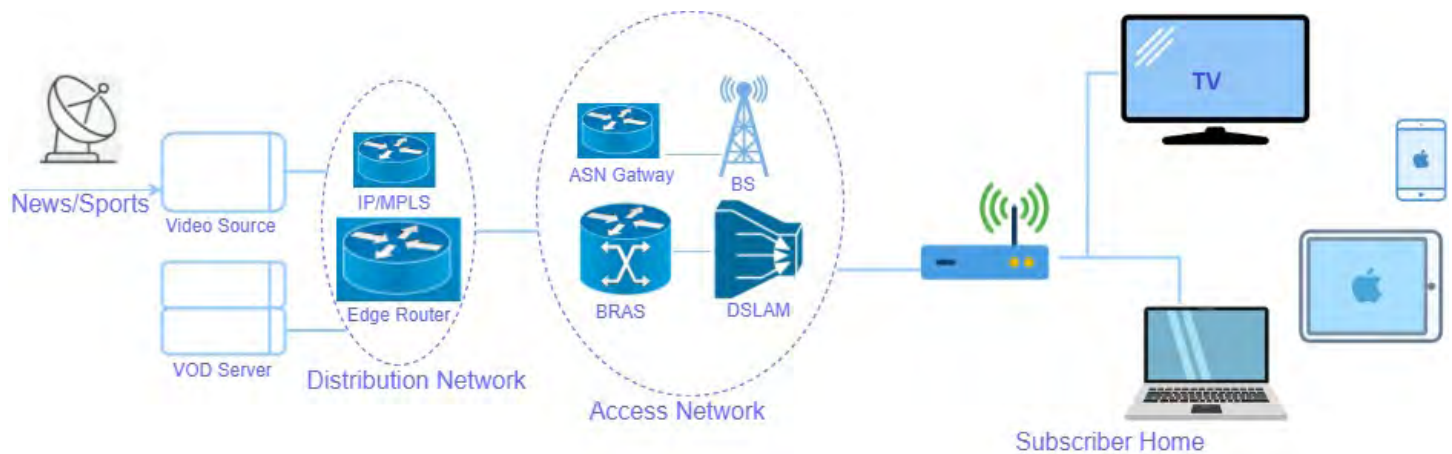 TV
ASN Gatway
BS
News/Sports
IP/MPLS
Video Source
BRAS
DSLAM
Edge Router
VOD Server
Distribution Network
Access Network
Subscriber Home